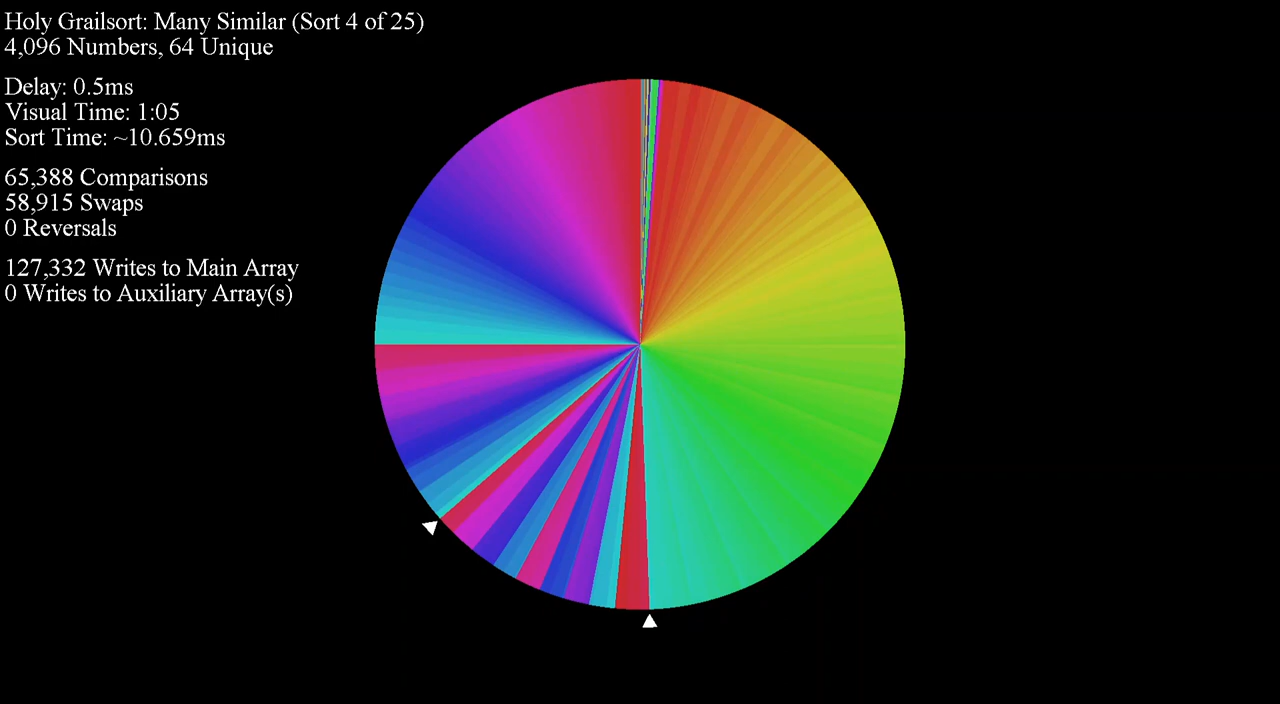 Holy Grailsort: Many Similar (Sort 4 of 25)
4,096 Numbers, 64 Unique
Delay: 0.5ms
Visual Time: 1:05
Sort Time: ~10.659ms
65,388 Comparisons
58,915 Swaps
0 Reversals
127,332 Writes to Main Array
0 Writes to Auxiliary Array(s)